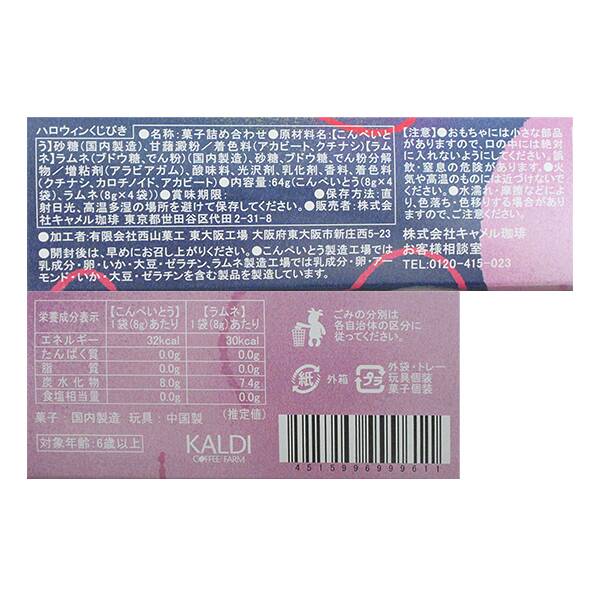 ハロウィンくじびき ●名称:菓子詰め合わせ●原材料名:【こんぺいと
う】砂糖(国内製造)、甘藷澱粉/着色料(アカビート、クチナシ)【ラム
ネ】ラムネ(ブドウ糖、でん粉)(国内製造)、砂糖、ブドウ糖、でん粉分解
物/増粘剤(アラビアガム)、酸味料、光沢剤、乳化剤、香料、着色料
(クチナシ、カロチノイド、アカビート)●内容量:64g(こんぺいとう(8g×4
袋)、ラムネ(8g×4袋))●賞味期限: ●保存方法:直
射日光、高温多湿の場所を避けて保存してください。●販売者:株式会
社キャメル珈琲 東京都世田谷区代田2-31-8
●加工者:有限会社西山菓工 東大阪工場 大阪府東大阪市新庄西5-23
●開封後は、早めにお召し上がりください。●こんぺいとう製造工場では
乳成分・卵・いか・大豆・ゼラチン、ラムネ製造工場では乳成分・卵・アー
モンド・いか・大豆・ゼラチンを含む製品を製造しています。
【注意】●おもちゃには小さな部品
がありますので、口の中には絶対
に入れないようにしてください。誤
飲・窒息の危険があります。●火
気や高温のものには近づけないで
ください。●水濡れ・摩擦などによ
り、色落ち・色移りする場合があり
ますので、ご注意ください。
株式会社キャメル珈琲
お客様相談室
TEL:0120-415-023
栄養成分表示 【こんぺいとう】1袋(8g)あたり 【ラムネ】1袋(8g)あたり
エネルギー 32kcal 30kcal
たんぱく質 0.0g 0.0g
脂質 0.0g 0.0g
炭水化物 8.0g 7.4g
食塩相当量 0.0g 0.0g
菓子:国内製造 玩具:中国製 (推定値)
対象年齢:6歳以上
KALDI
COFFEE FARM
ごみの分別は
各自治体の区分に
従ってください。
紙 外箱
プラ 外袋・トレー
玩具個装
菓子個装
4515996999611